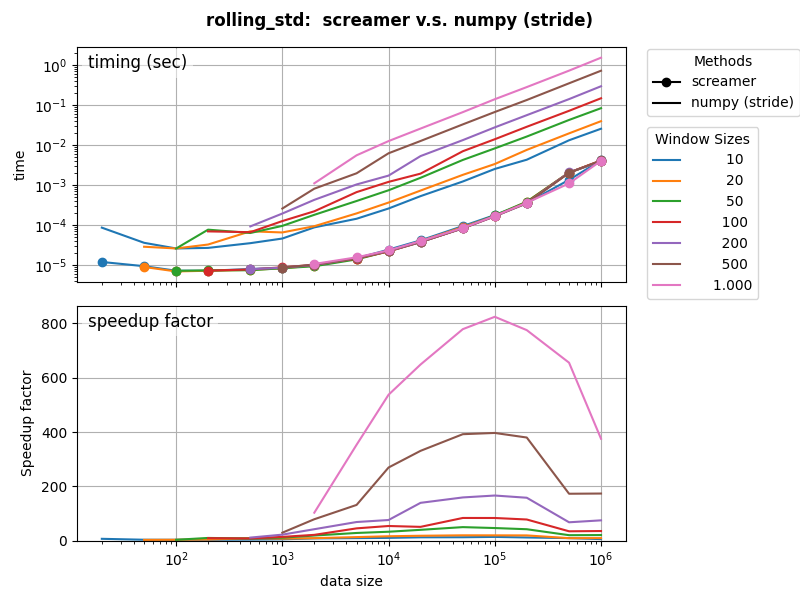 rolling_std:  screamer v.s. numpy (stride)
timing (sec)
time
10^0
10^-1
10^-2
10^-3
10^-4
10^-5
Methods
screamer
numpy (stride)
Window Sizes
10
20
50
100
200
500
1.000
speedup factor
Speedup factor
800
600
400
200
0
10^2
10^3
10^4
10^5
10^6
data size